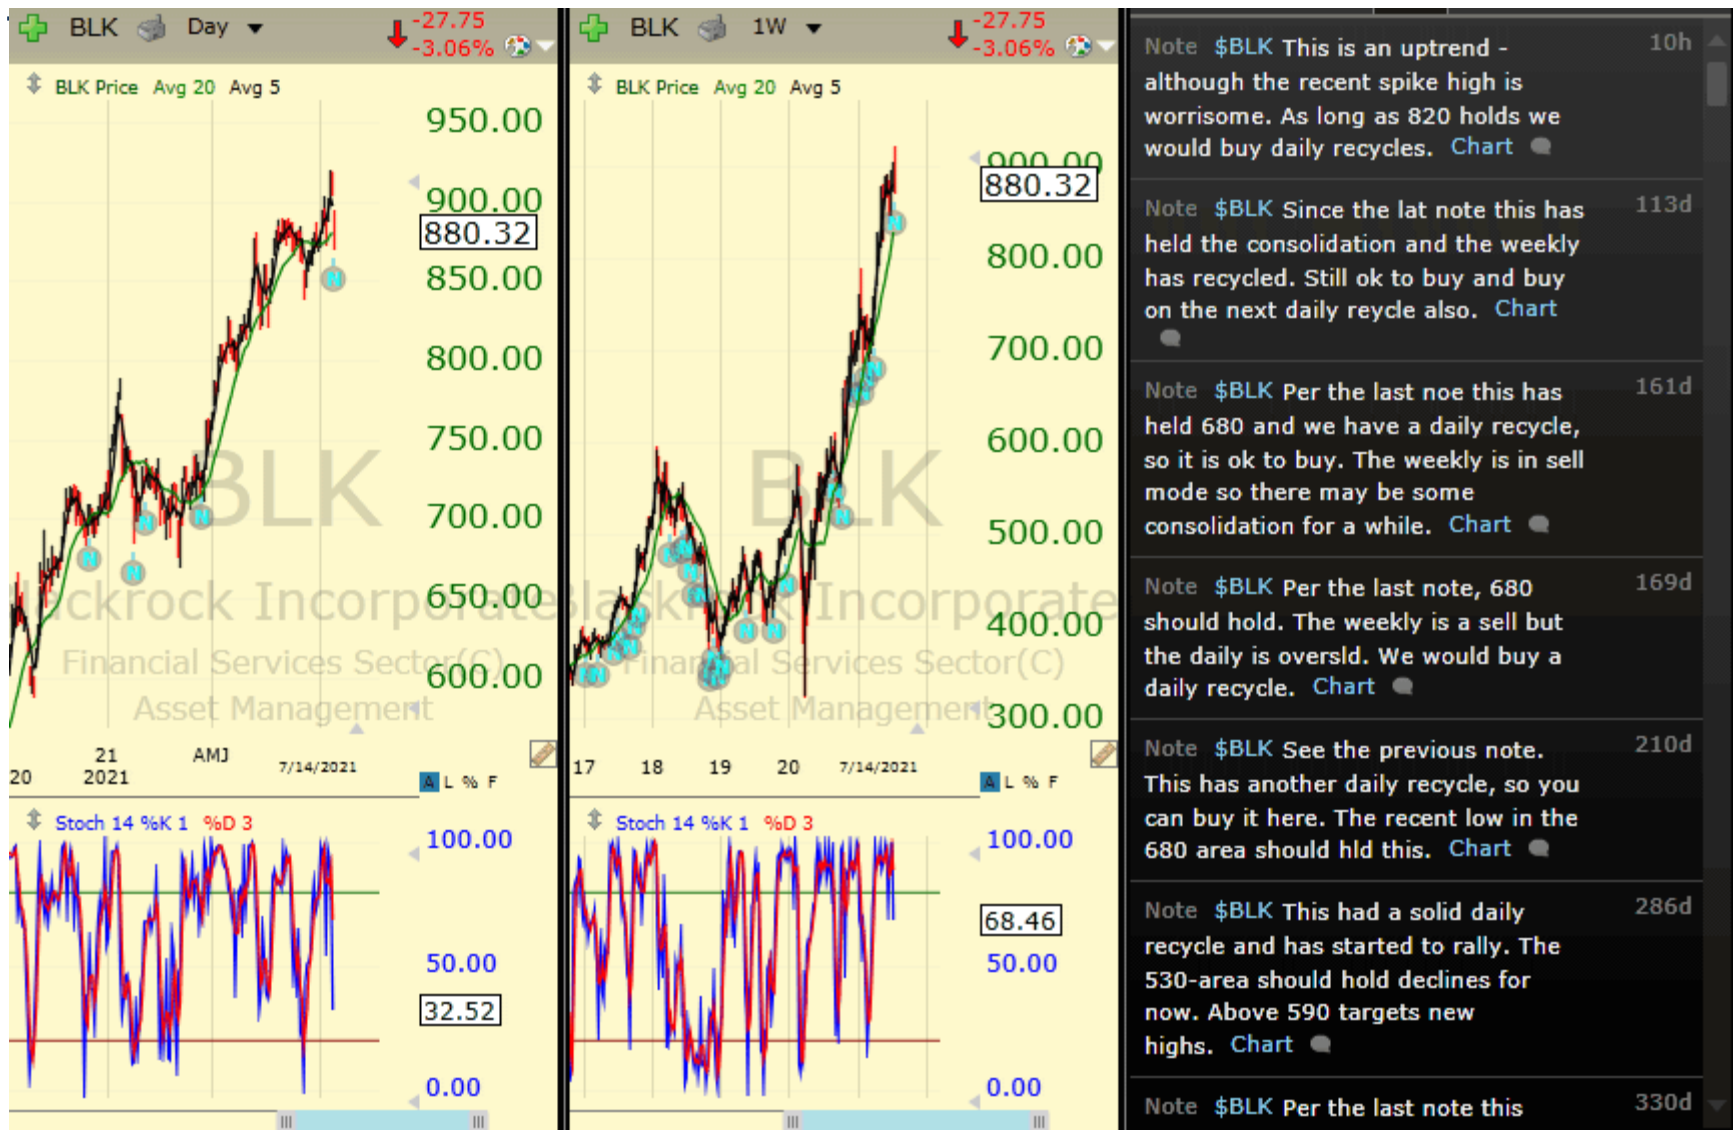 BLK Day
-27.75
-3.06%
BLK Price Avg 20 Avg 5
950.00
900.00
880.32
850.00
800.00
750.00
700.00
650.00
600.00
BLK
ckrock Incorporate
Financial Services Sector(C)
Asset Management
20
21
2021
AMJ
7/14/2021
A L % F
Stoch 14 %K 1 %D 3
100.00
50.00
32.52
0.00
BLK 1W
-27.75
-3.06%
BLK Price Avg 20 Avg 5
900.00
880.32
800.00
700.00
600.00
500.00
400.00
300.00
BLK
Incorporate
Financial Services Sector(C)
Asset Management
17 18 19 20 7/14/2021
A L % F
Stoch 14 %K 1 %D 3
100.00
68.46
50.00
0.00
Note $BLK This is an uptrend - 10h
although the recent spike high is
worrisome. As long as 820 holds we
would buy daily recycles. Chart
Note $BLK Since the lat note this has 113d
held the consolidation and the weekly
has recycled. Still ok to buy and buy
on the next daily reycle also. Chart
Note $BLK Per the last noe this has 161d
held 680 and we have a daily recycle,
so it is ok to buy. The weekly is in sell
mode so there may be some
consolidation for a while. Chart
Note $BLK Per the last note, 680 169d
should hold. The weekly is a sell but
the daily is oversld. We would buy a
daily recycle. Chart
Note $BLK See the previous note. 210d
This has another daily recycle, so you
can buy it here. The recent low in the
680 area should hld this. Chart
Note $BLK This had a solid daily 286d
recycle and has started to rally. The
530-area should hold declines for
now. Above 590 targets new
highs. Chart
Note $BLK Per the last note this 330d